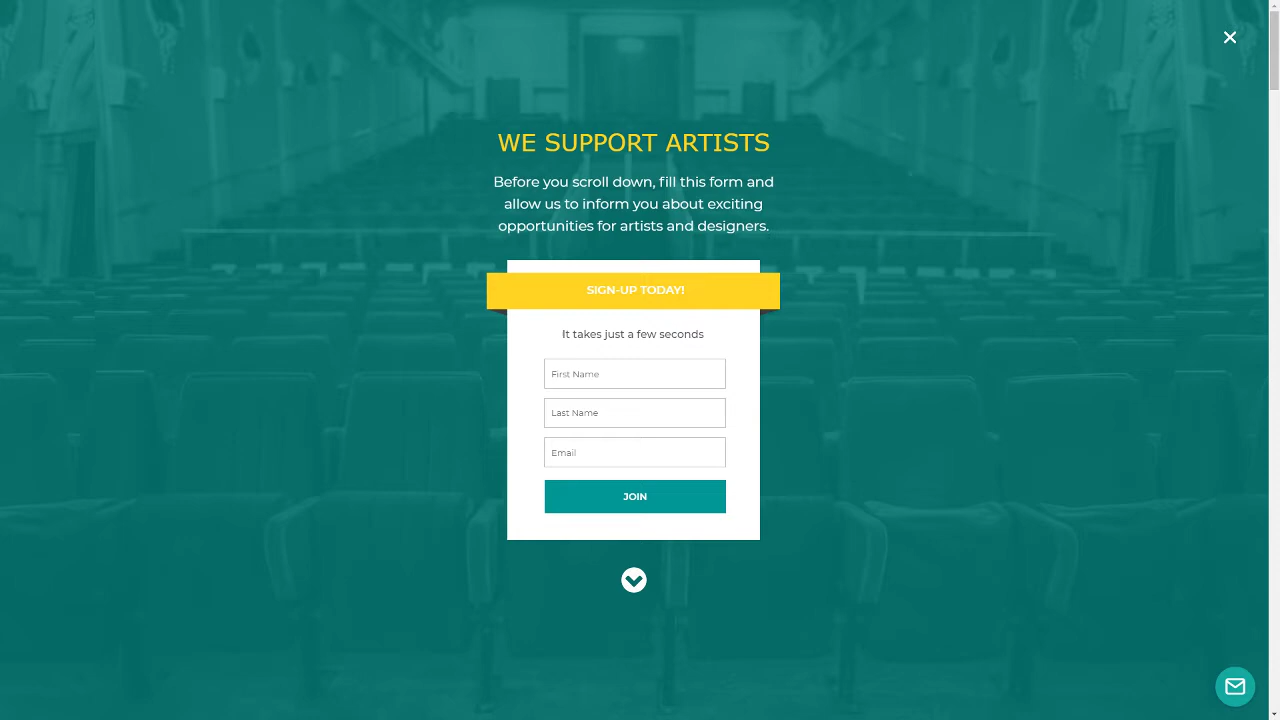 WE SUPPORT ARTISTS
Before you scroll down, fill this form and
allow us to inform you about exciting
opportunities for artists and designers.
SIGN-UP TODAY!
It takes just a few seconds
First Name
Last Name
Email
JOIN